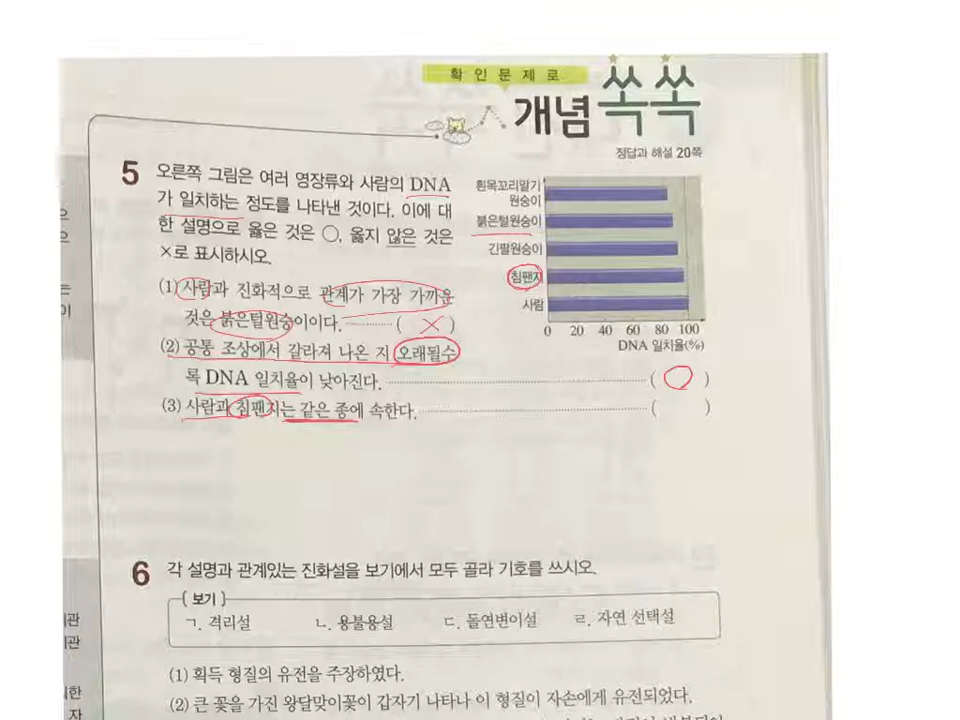 확인문제로
개념 쏙쏙
정답과 해설 20쪽
5 오른쪽 그림은 여러 영장류와 사람의 DNA
가 일치하는 정도를 나타낸 것이다. 이에 대
한 설명으로 옳은 것은 ○, 옳지 않은 것은
×로 표시하시오.
흰목꼬리말기
원숭이
붉은털원숭이
긴팔원숭이
침팬지
사람
0 20 40 60 80 100
DNA 일치율(%)
(1) 사람과 진화적으로 관계가 가장 가까운
것은 붉은털원숭이이다. ( × )
(2) 공통 조상에서 갈라져 나온 지 오래될수
록 DNA 일치율이 낮아진다. ( ○ )
(3) 사람과 침팬지는 같은 종에 속한다. ( )
6 각 설명과 관계있는 진화설을 보기에서 모두 골라 기호를 쓰시오.
보기
ㄱ. 격리설 ㄴ. 용불용설 ㄷ. 돌연변이설 ㄹ. 자연 선택설
(1) 획득 형질의 유전을 주장하였다.
(2) 큰 꽃을 가진 왕달맞이꽃이 갑자기 나타나 이 형질이 자손에게 유전되었다.